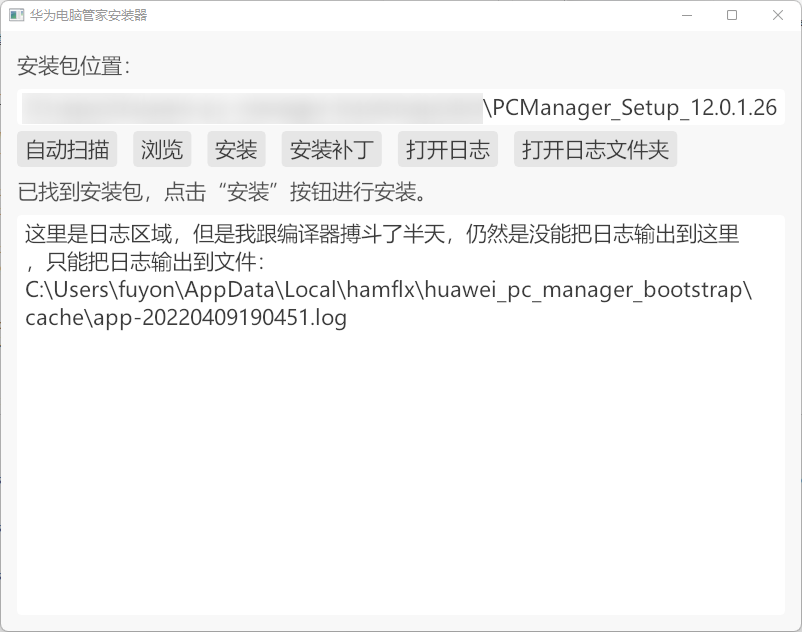 华为电脑管家安装器
安装包位置：
\PCManager_Setup_12.0.1.26
自动扫描 浏览 安装 安装补丁 打开日志 打开日志文件夹
已找到安装包，点击“安装”按钮进行安装。
这里是日志区域，但是我跟编译器搏斗了半天，仍然是没能把日志输出到这里
，只能把日志输出到文件：
C:\Users\fuyon\AppData\Local\hamflx\huawei_pc_manager_bootstrap\
cache\app-20220409190451.log